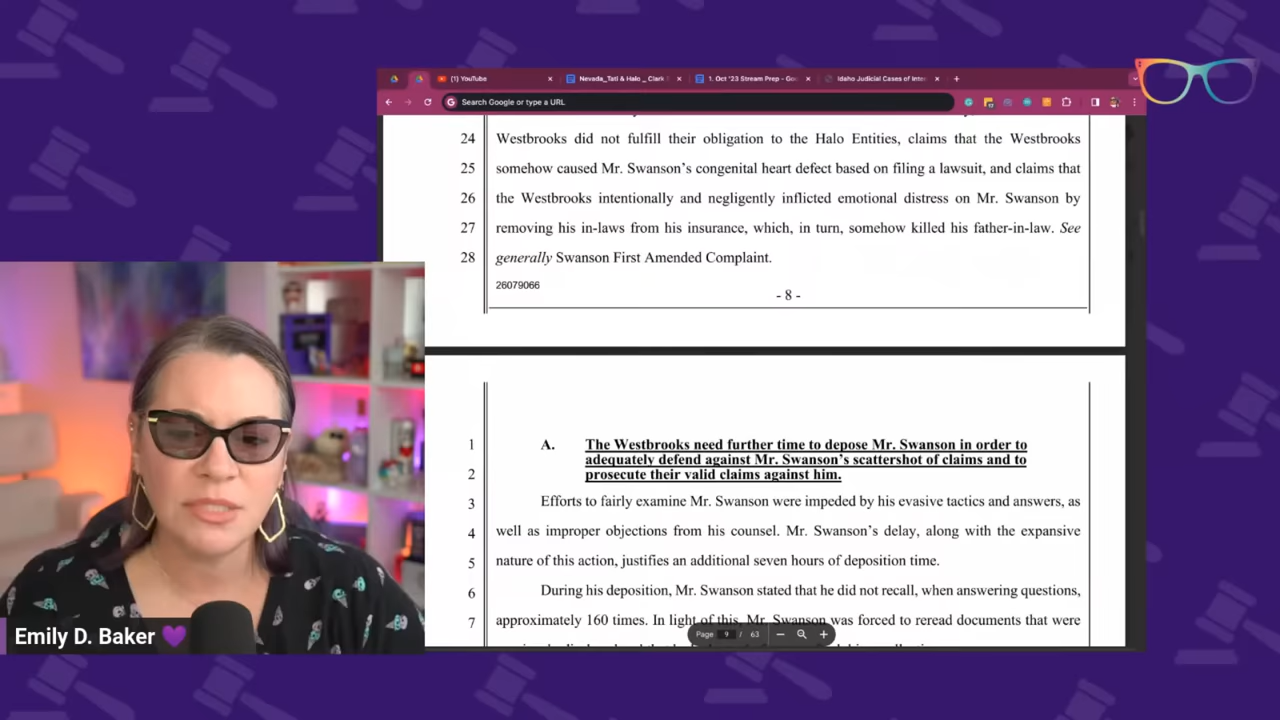 (1) YouTube
Nevada_Tati & Halo _ Clark
1. Oct '23 Stream Prep - Go
Idaho Judicial Cases of Inte
Search Google or type a URL
24 Westbrooks did not fulfill their obligation to the Halo Entities, claims that the Westbrooks
25 somehow caused Mr. Swanson's congenital heart defect based on filing a lawsuit, and claims that
26 the Westbrooks intentionally and negligently inflicted emotional distress on Mr. Swanson by
27 removing his in-laws from his insurance, which, in turn, somehow killed his father-in-law. See
28 generally Swanson First Amended Complaint.
26079066
- 8 -
1 A. The Westbrooks need further time to depose Mr. Swanson in order to
adequately defend against Mr. Swanson's scattershot of claims and to
2 prosecute their valid claims against him.
3 Efforts to fairly examine Mr. Swanson were impeded by his evasive tactics and answers, as
4 well as improper objections from his counsel. Mr. Swanson's delay, along with the expansive
5 nature of this action, justifies an additional seven hours of deposition time.
6 During his deposition, Mr. Swanson stated that he did not recall, when answering questions,
7 approximately 160 times. In light of this, Mr. Swanson was forced to reread documents that were
Page 9 / 63
Emily D. Baker 💜